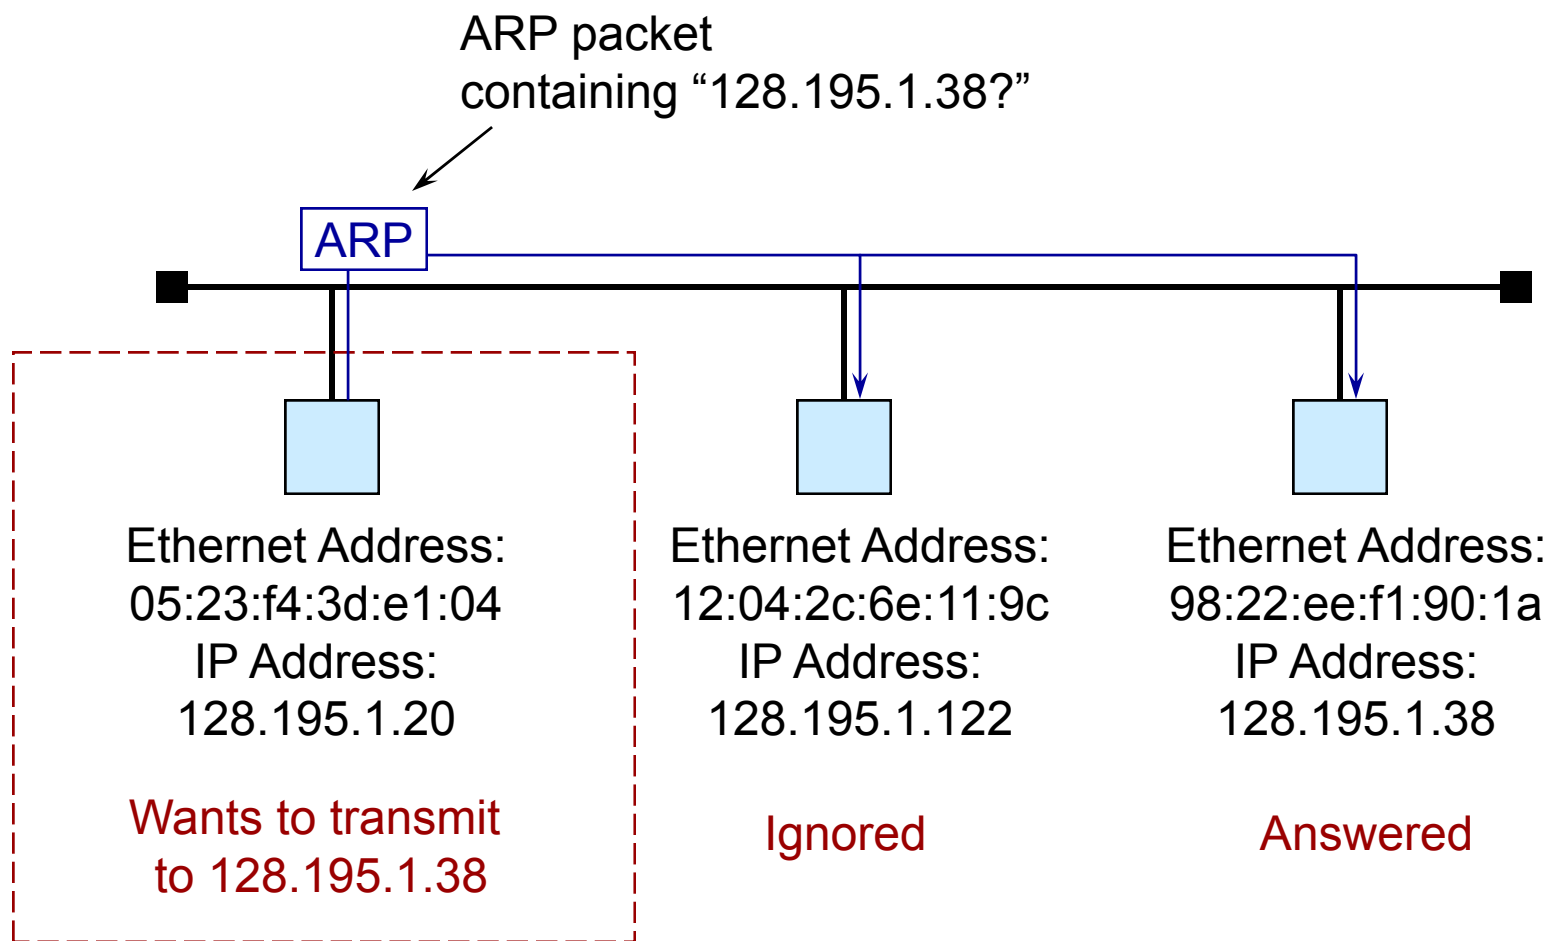 ARP packet
containing “128.195.1.38?”
ARP
Ethernet Address:
05:23:f4:3d:e1:04
IP Address:
128.195.1.20
Wants to transmit
to 128.195.1.38
Ethernet Address:
12:04:2c:6e:11:9c
IP Address:
128.195.1.122
Ignored
Ethernet Address:
98:22:ee:f1:90:1a
IP Address:
128.195.1.38
Answered